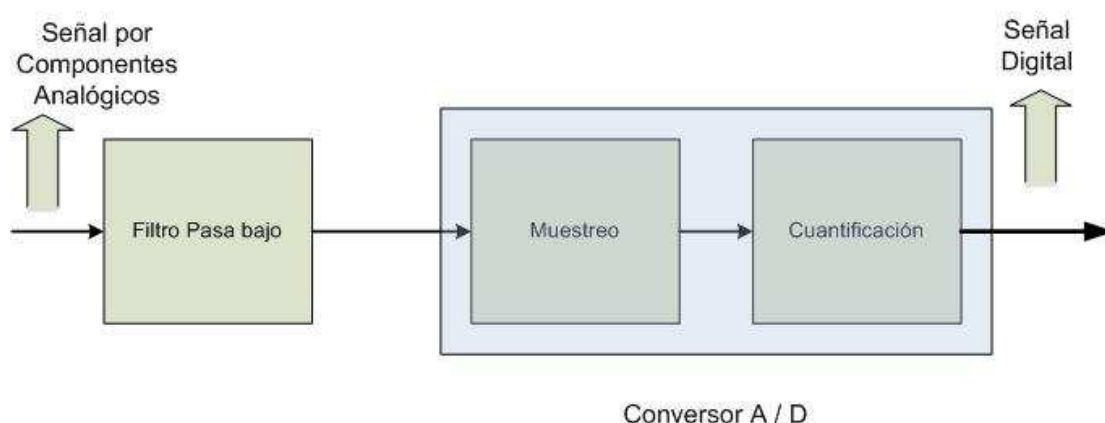 Señal por
Componentes
Analógicos
Señal
Digital
Filtro Pasa bajo
Muestreo
Cuantificación
Conversor A / D